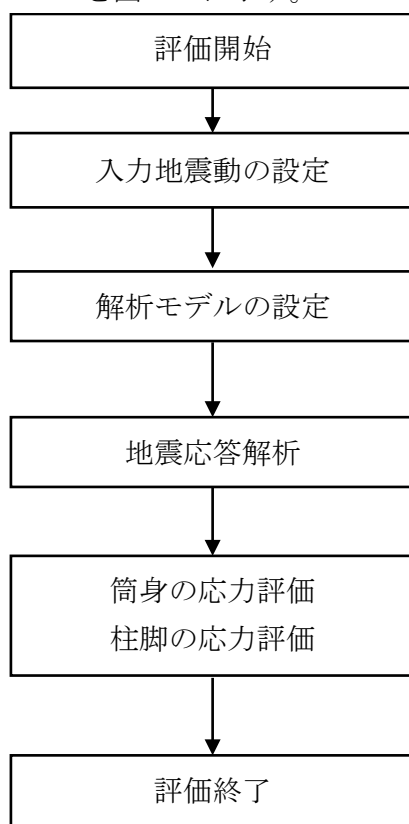 評価開始
入力地震動の設定
解析モデルの設定
地震応答解析
筒身の応力評価
柱脚の応力評価
評価終了